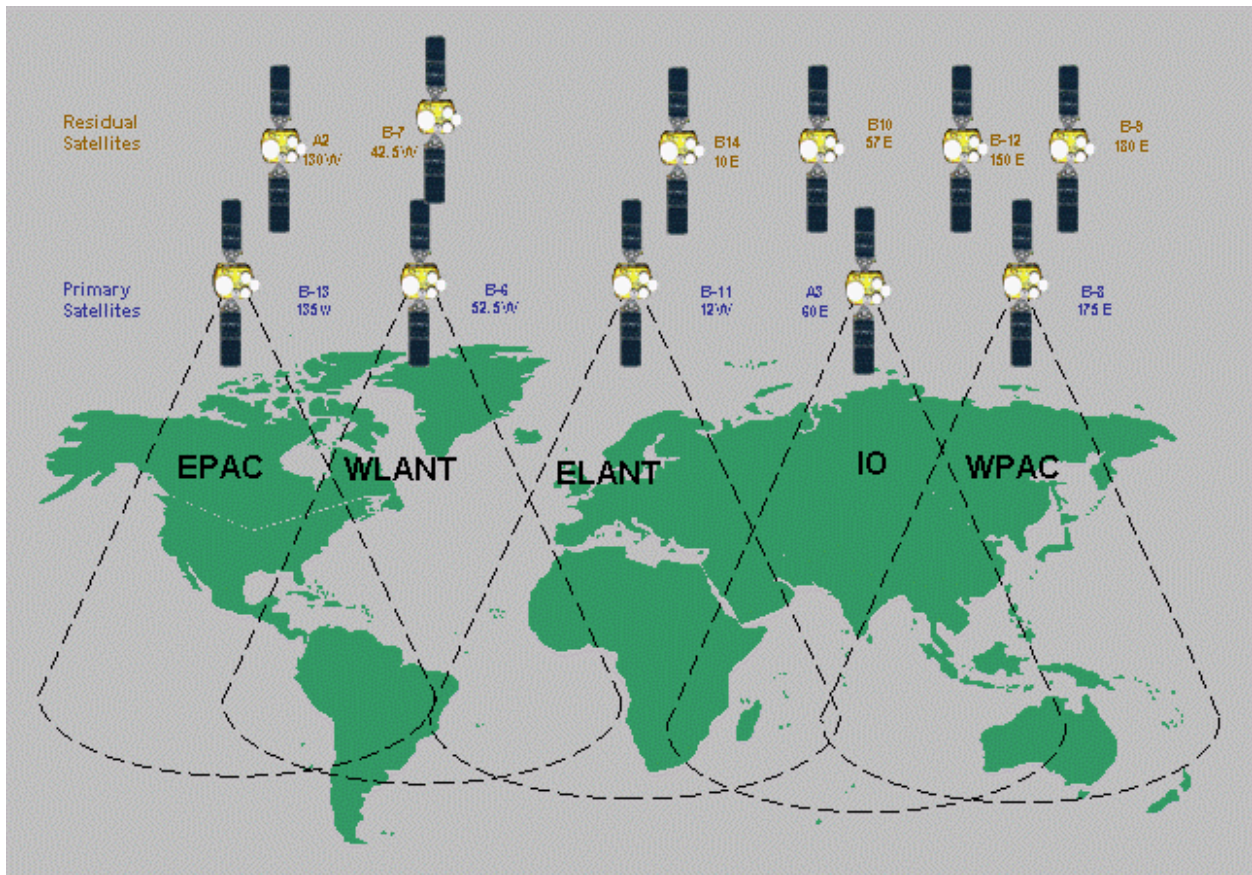 Residual
Satellites
A2
130 W
B-7
42.5 W
B14
10 E
B10
57 E
B-12
150 E
B-9
180 E
Primary
Satellites
B-13
135 w
B-6
52.5 W
B-11
12 W
A3
60 E
B-8
175 E
EPAC
WLANT
ELANT
IO
WPAC